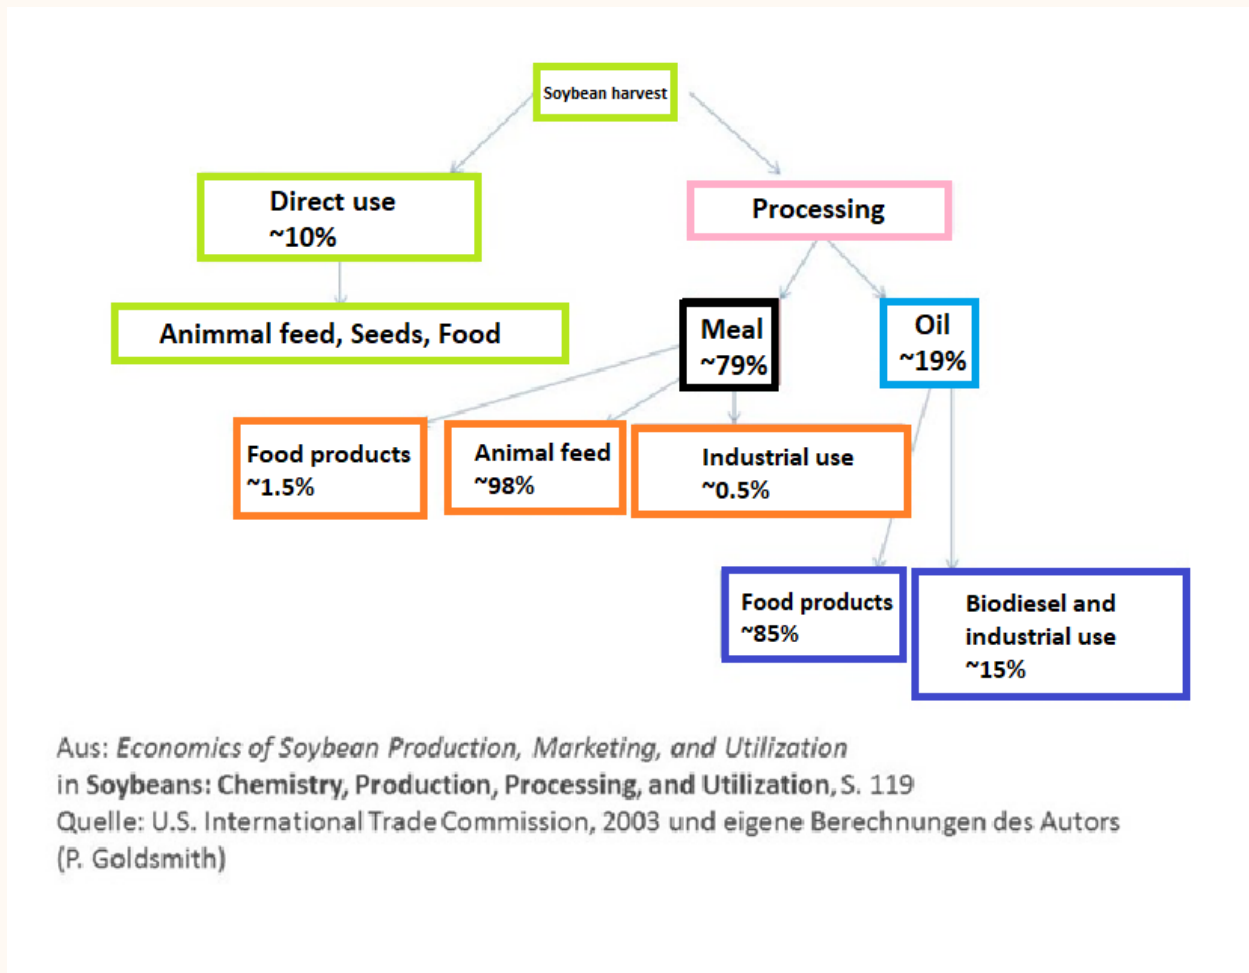 Soybean harvest
Direct use
~10%
Processing
Animmal feed, Seeds, Food
Meal
~79%
Oil
~19%
Food products
~1.5%
Animal feed
~98%
Industrial use
~0.5%
Food products
~85%
Biodiesel and
industrial use
~15%
Aus: Economics of Soybean Production, Marketing, and Utilization
in Soybeans: Chemistry, Production, Processing, and Utilization, S. 119
Quelle: U.S. International Trade Commission, 2003 und eigene Berechnungen des Autors
(P. Goldsmith)